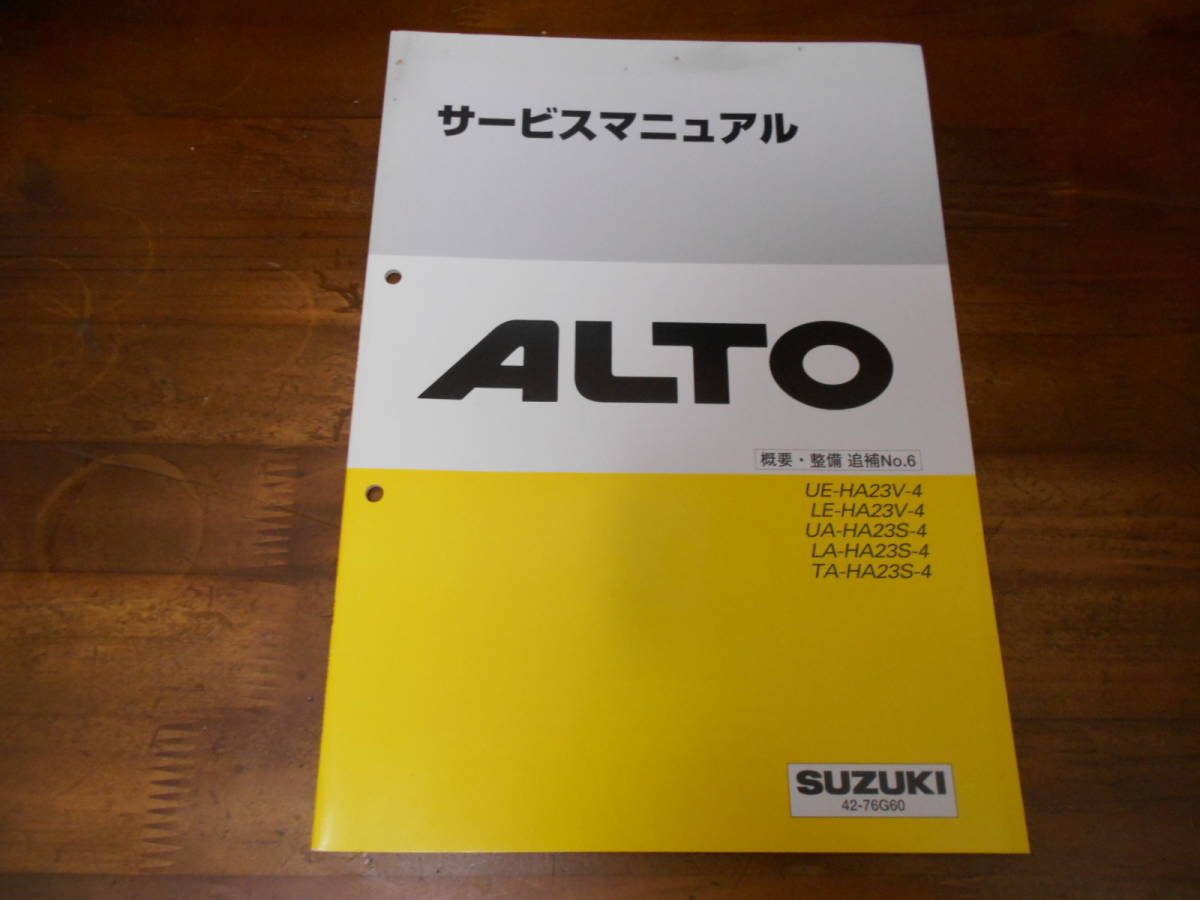 サービスマニュアル
ALTO
概要・整備 追補No.6
UE-HA23V-4
LE-HA23V-4
UA-HA23S-4
LA-HA23S-4
TA-HA23S-4
SUZUKI
42-76G60